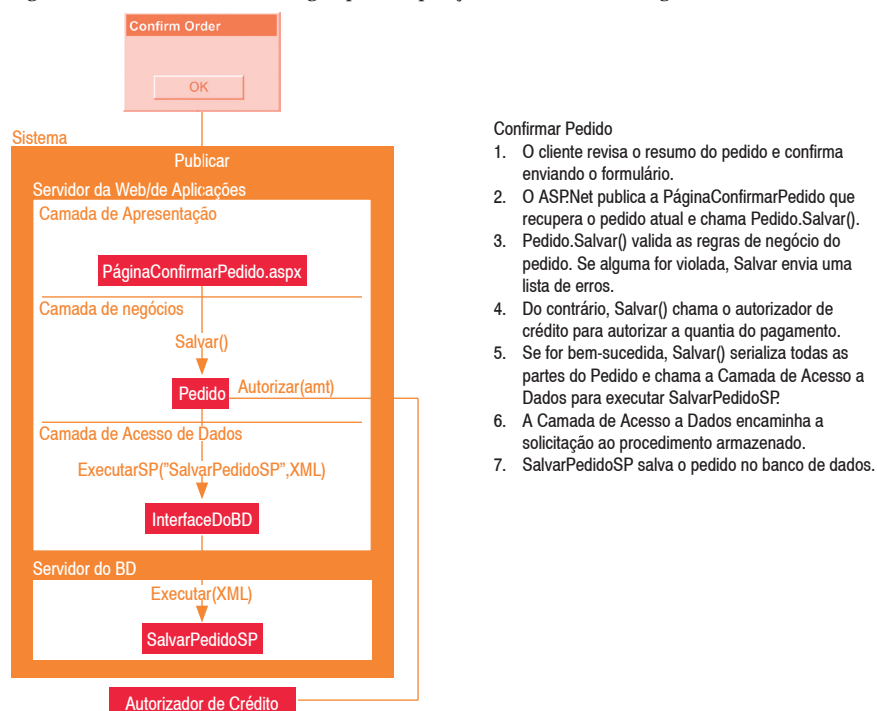 Confirm Order
OK
Sistema
Publicar
Servidor da Web/de Aplicações
Camada de Apresentação
PáginaConfirmarPedido.aspx
Camada de negócios
Salvar()
Pedido
Autorizar(amt)
Camada de Acesso de Dados
ExecutarSP("SalvarPedidoSP",XML)
InterfaceDoBD
Servidor do BD
Executar(XML)
SalvarPedidoSP
Autorizador de Crédito
Confirmar Pedido
1. O cliente revisa o resumo do pedido e confirma
enviando o formulário.
2. O ASP.Net publica a PáginaConfirmarPedido que
recupera o pedido atual e chama Pedido.Salvar().
3. Pedido.Salvar() valida as regras de negócio do
pedido. Se alguma for violada, Salvar envia uma
lista de erros.
4. Do contrário, Salvar() chama o autorizador de
crédito para autorizar a quantia do pagamento.
5. Se for bem-sucedida, Salvar() serializa todas as
partes do Pedido e chama a Camada de Acesso a
Dados para executar SalvarPedidoSP.
6. A Camada de Acesso a Dados encaminha a
solicitação ao procedimento armazenado.
7. SalvarPedidoSP salva o pedido no banco de dados.